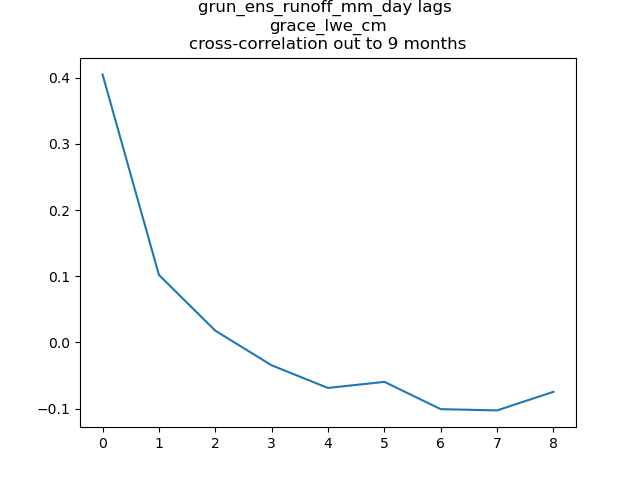 grun_ens_runoff_mm_day lags
grace_lwe_cm
cross-correlation out to 9 months
0.4
0.3
0.2
0.1
0.0
−0.1
0 1 2 3 4 5 6 7 8